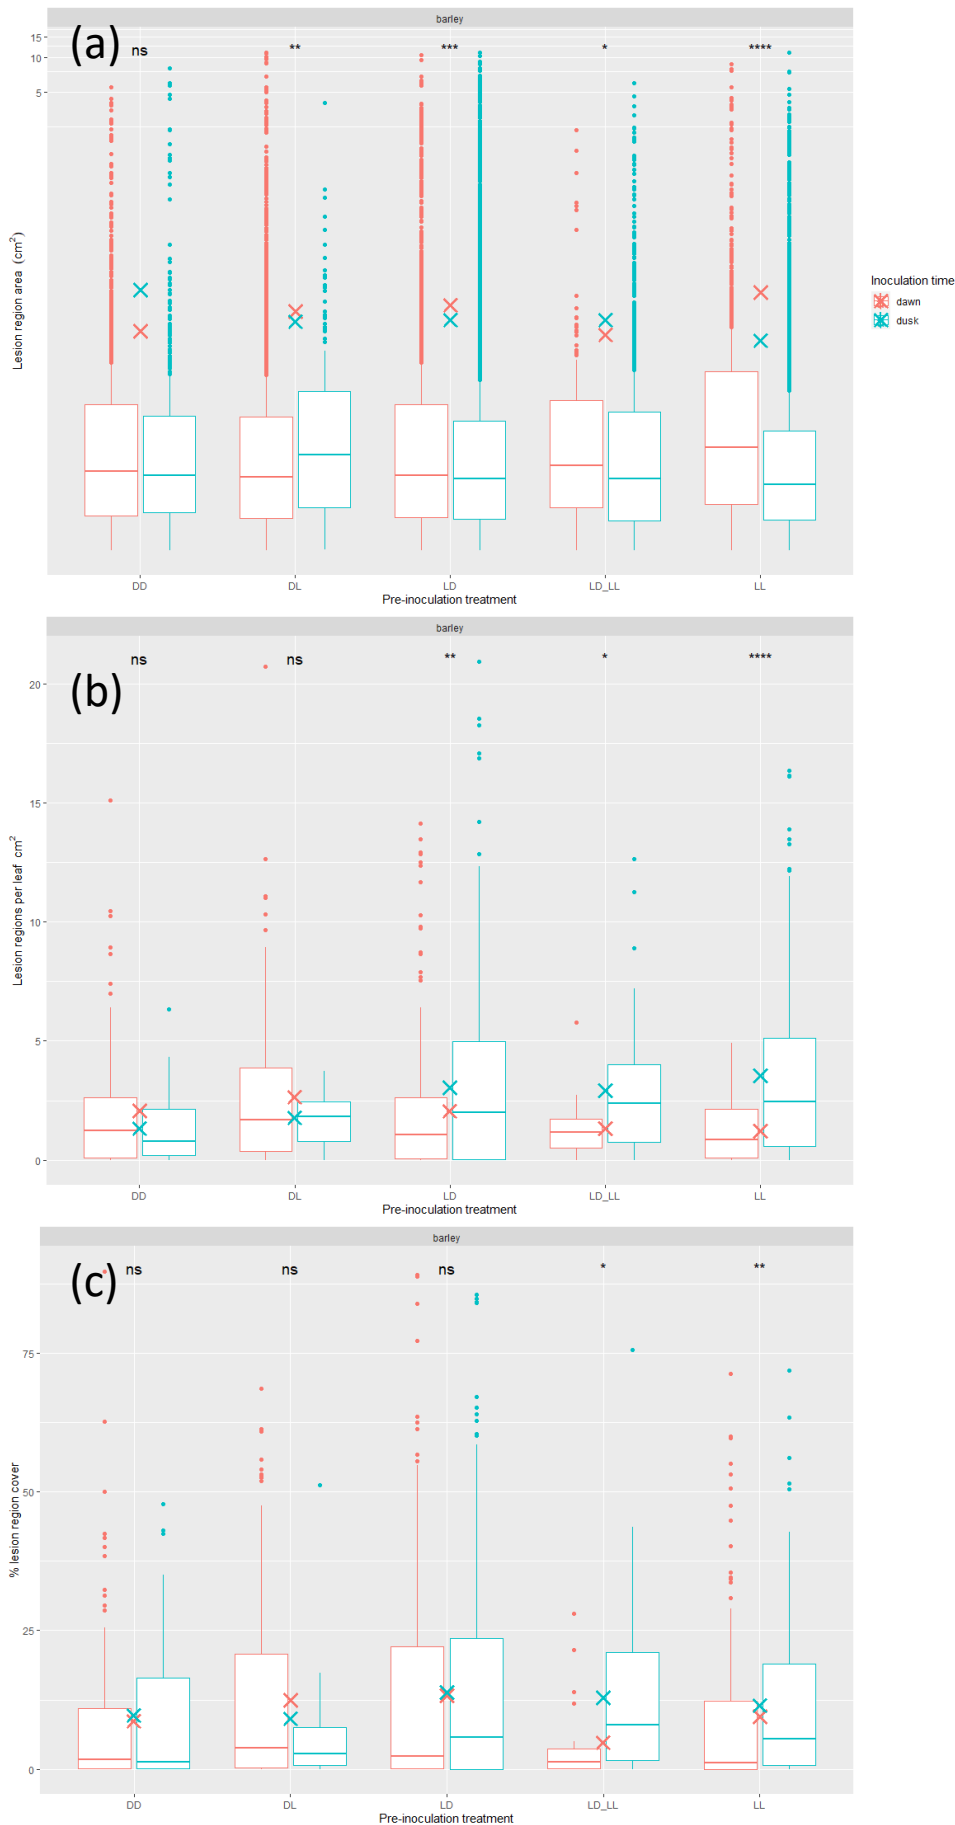 barley
(a)
ns
**
***
*
****
15
10
5
Lesion region area (cm²)
DD
DL
LD
LD_LL
LL
Pre-inoculation treatment
Inoculation time
dawn
dusk
barley
(b)
ns
ns
**
*
****
20
15
10
5
0
Lesion regions per leaf cm²
DD
DL
LD
LD_LL
LL
Pre-inoculation treatment
barley
(c)
ns
ns
ns
*
**
75
50
25
0
% lesion region cover
DD
DL
LD
LD_LL
LL
Pre-inoculation treatment